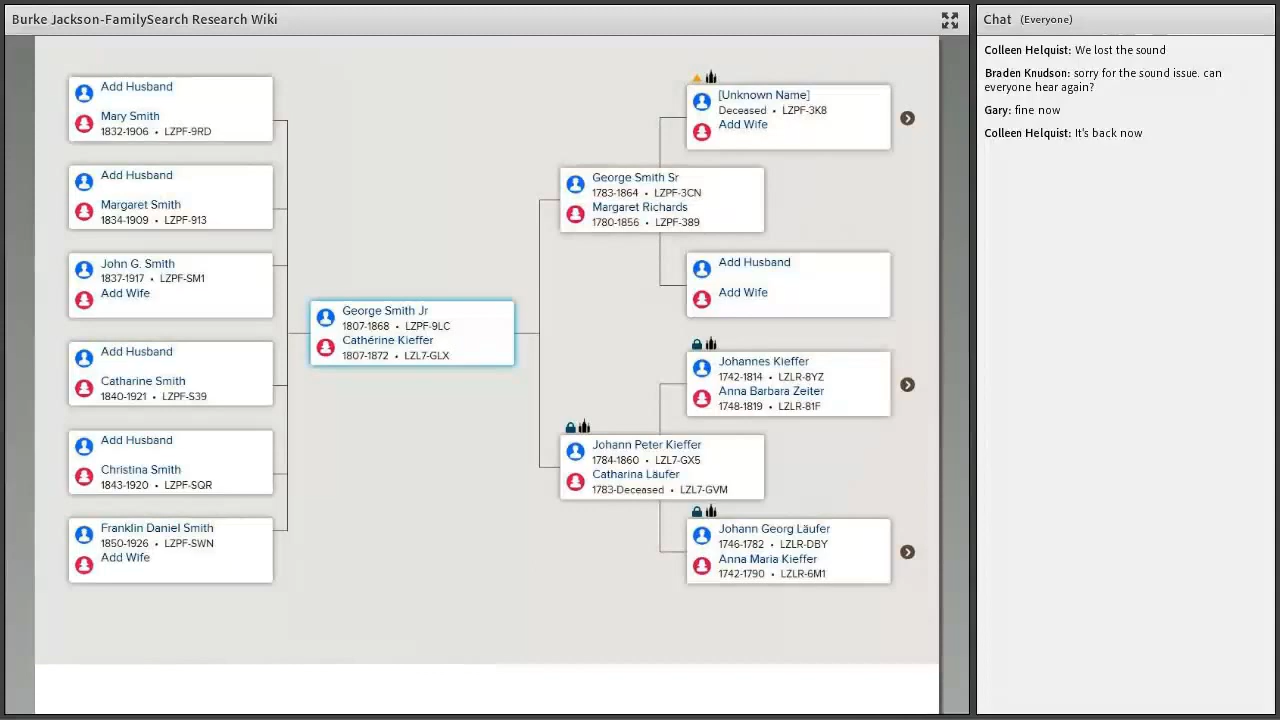 Burke Jackson-FamilySearch Research Wiki
Add Husband
Mary Smith
1832-1906 • LZPF-9RD
Add Husband
Margaret Smith
1834-1909 • LZPF-913
John G. Smith
1837-1917 • LZPF-SM1
Add Wife
Add Husband
Catharine Smith
1840-1921 • LZPF-S39
Add Husband
Christina Smith
1843-1920 • LZPF-SQR
Franklin Daniel Smith
1850-1926 • LZPF-SWN
Add Wife
George Smith Jr
1807-1868 • LZPF-9LC
Cathérine Kieffer
1807-1872 • LZL7-GLX
George Smith Sr
1783-1864 • LZPF-3CN
Margaret Richards
1780-1856 • LZPF-389
Johann Peter Kieffer
1784-1860 • LZL7-GX5
Catharina Läufer
1783-Deceased • LZL7-GVM
[Unknown Name]
Deceased • LZPF-3K8
Add Wife
Add Husband
Add Wife
Johannes Kieffer
1742-1814 • LZLR-8YZ
Anna Barbara Zeiter
1748-1819 • LZLR-81F
Johann Georg Läufer
1746-1782 • LZLR-DBY
Anna Maria Kieffer
1742-1790 • LZLR-6M1
Chat (Everyone)
Colleen Helquist: We lost the sound
Braden Knudson: sorry for the sound issue. can
everyone hear again?
Gary: fine now
Colleen Helquist: It's back now